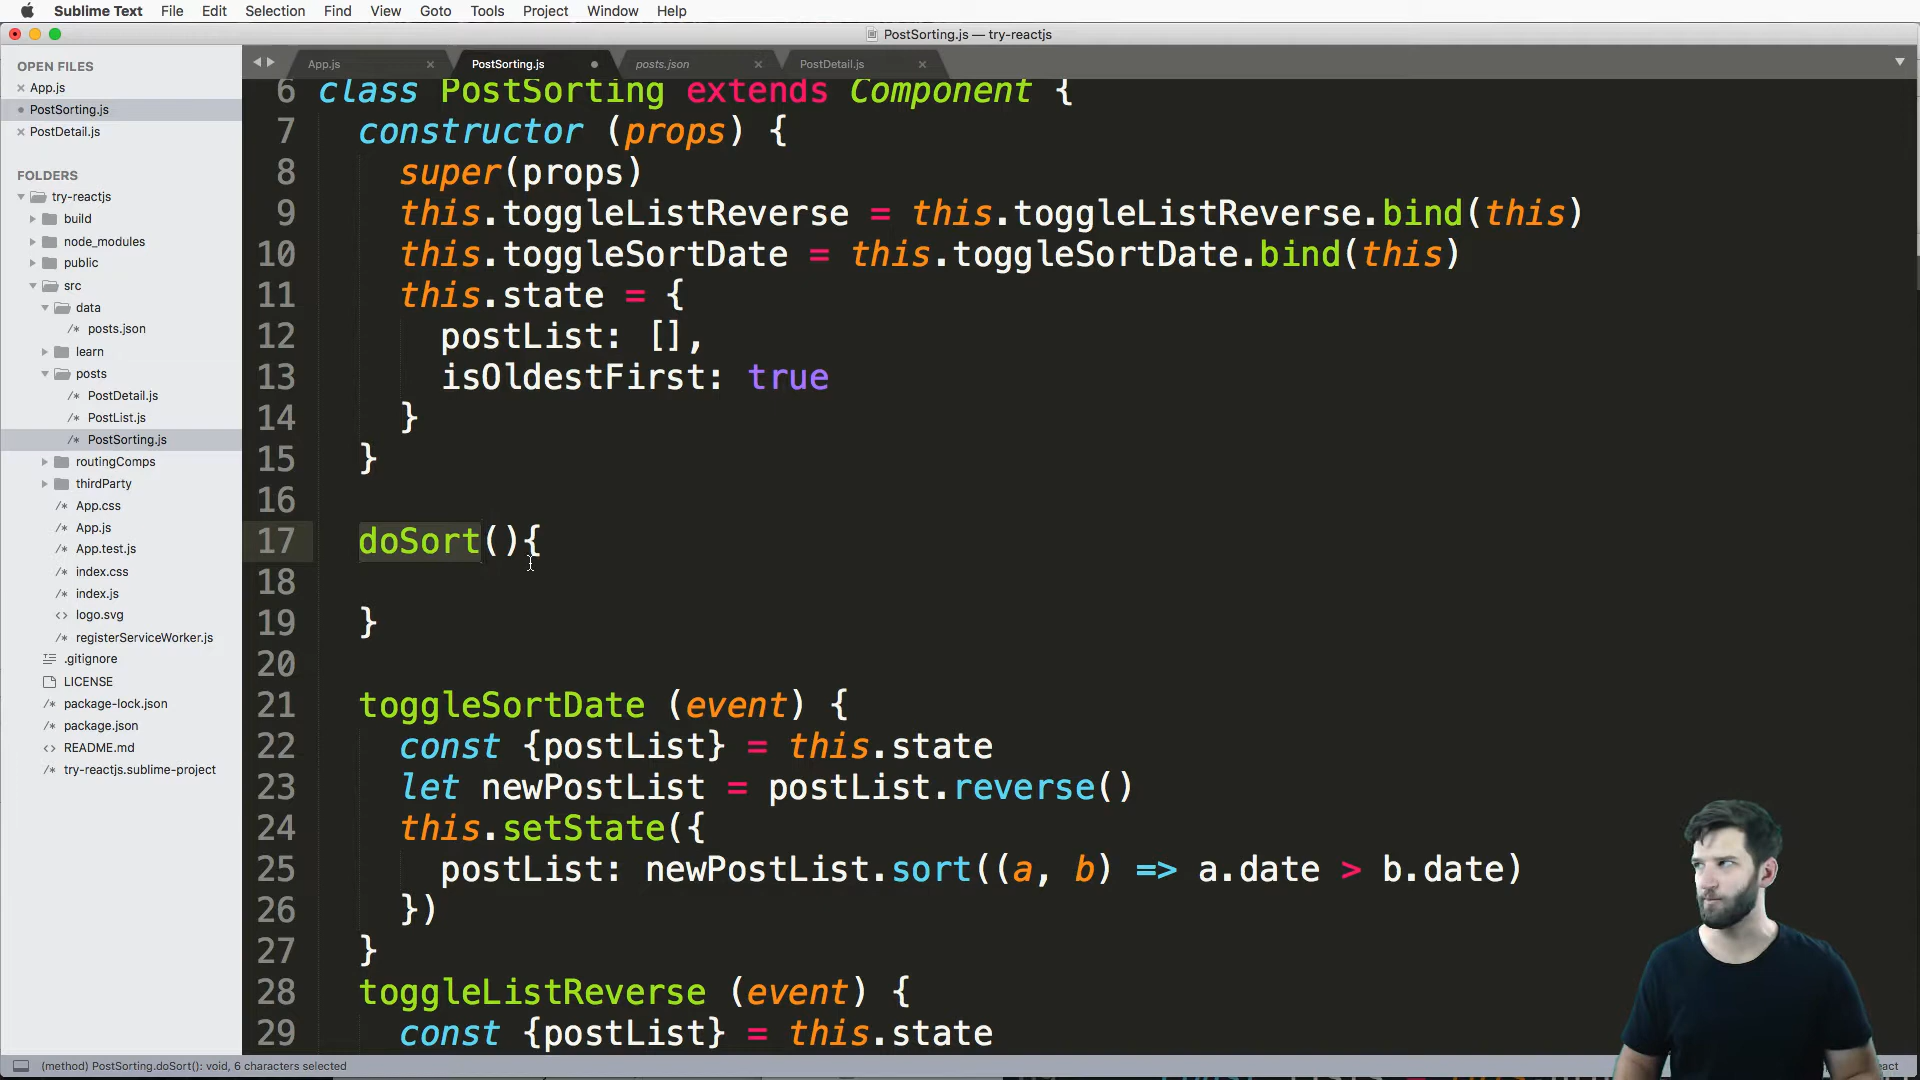 Sublime Text File Edit Selection Find View Goto Tools Project Window Help
PostSorting.js — try-reactjs
OPEN FILES
App.js
PostSorting.js
PostDetail.js
FOLDERS
try-reactjs
build
node_modules
public
src
data
posts.json
learn
posts
PostDetail.js
PostList.js
PostSorting.js
routingComps
thirdParty
App.css
App.js
App.test.js
index.css
index.js
logo.svg
registerServiceWorker.js
.gitignore
LICENSE
package-lock.json
package.json
README.md
try-reactjs.sublime-project
App.js PostSorting.js posts.json PostDetail.js
6 class PostSorting extends Component {
7 constructor (props) {
8 super(props)
9 this.toggleListReverse = this.toggleListReverse.bind(this)
10 this.toggleSortDate = this.toggleSortDate.bind(this)
11 this.state = {
12 postList: [],
13 isOldestFirst: true
14 }
15 }
16
17 doSort(){
18
19 }
20
21 toggleSortDate (event) {
22 const {postList} = this.state
23 let newPostList = postList.reverse()
24 this.setState({
25 postList: newPostList.sort((a, b) => a.date > b.date)
26 })
27 }
28 toggleListReverse (event) {
29 const {postList} = this.state
(method) PostSorting.doSort(): void, 6 characters selected